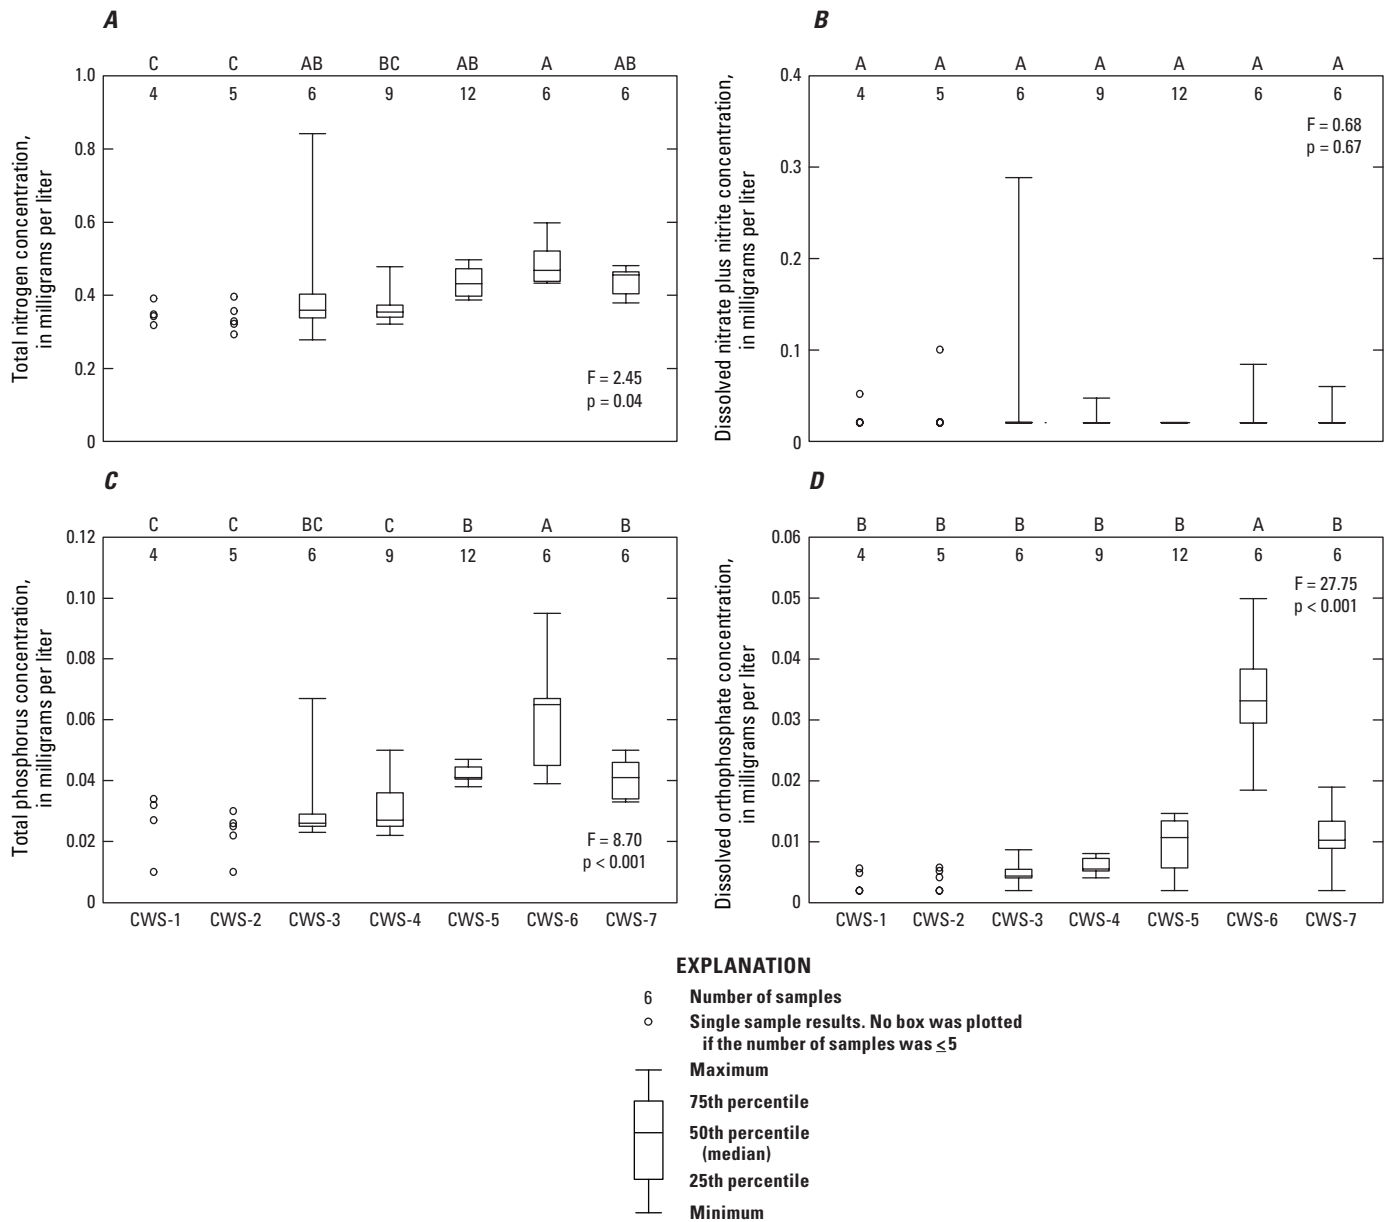 A
C C AB BC AB A AB
4 5 6 9 12 6 6
Total nitrogen concentration,
in milligrams per liter
1.0
0.8
0.6
0.4
0.2
0
F = 2.45
p = 0.04
B
A A A A A A A
4 5 6 9 12 6 6
Dissolved nitrate plus nitrite concentration,
in milligrams per liter
0.4
0.3
0.2
0.1
0
F = 0.68
p = 0.67
C
C C BC C B A B
4 5 6 9 12 6 6
Total phosphorus concentration,
in milligrams per liter
0.12
0.10
0.08
0.06
0.04
0.02
0
F = 8.70
p < 0.001
CWS-1 CWS-2 CWS-3 CWS-4 CWS-5 CWS-6 CWS-7
D
B B B B B A B
4 5 6 9 12 6 6
Dissolved orthophosphate concentration,
in milligrams per liter
0.06
0.05
0.04
0.03
0.02
0.01
0
F = 27.75
p < 0.001
CWS-1 CWS-2 CWS-3 CWS-4 CWS-5 CWS-6 CWS-7
EXPLANATION
6 Number of samples
Single sample results. No box was plotted
if the number of samples was ≤5
Maximum
75th percentile
50th percentile
(median)
25th percentile
Minimum